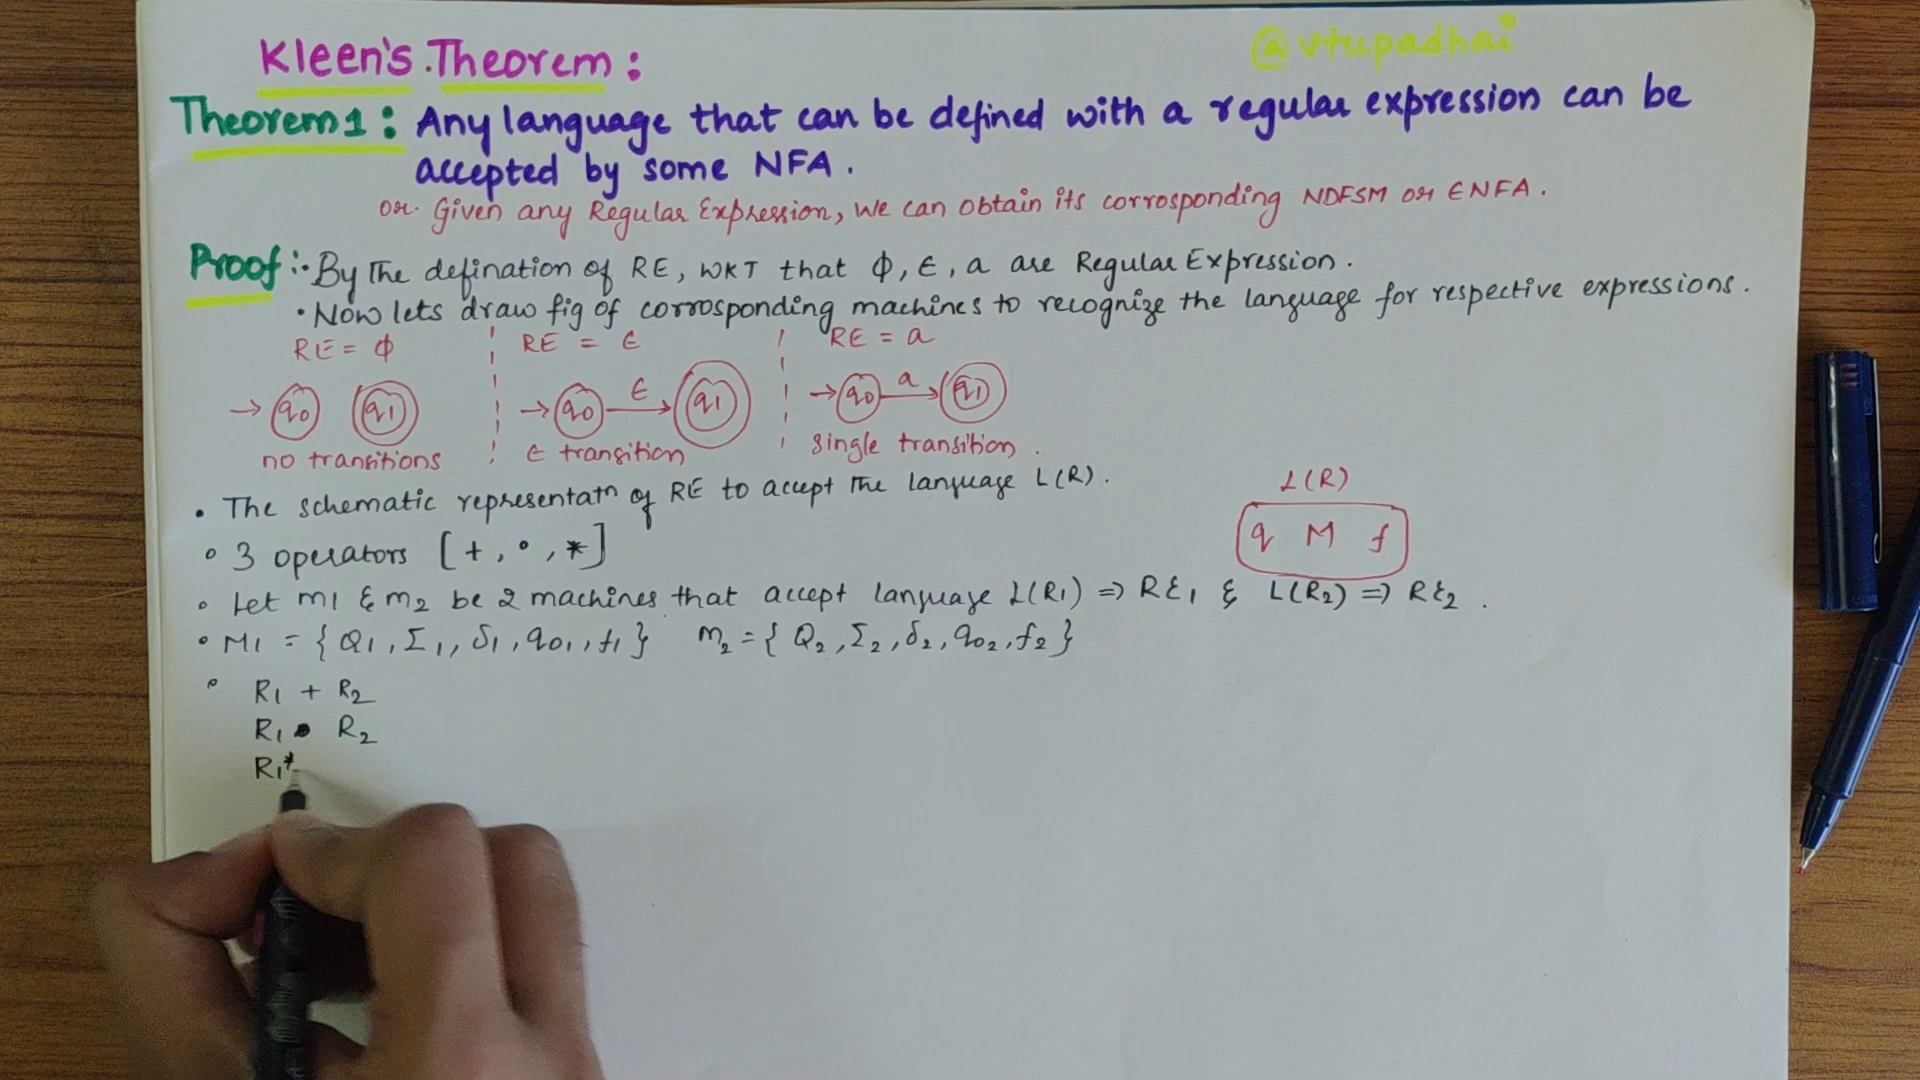 Kleen's Theorem :
@vtupadhai
Theorem 1 : Any language that can be defined with a regular expression can be
accepted by some NFA .
or. Given any Regular Expression, we can obtain its corrosponding NDFSM or ENFA .
Proof : • By The defination of RE, WKT that ϕ, ϵ, a are Regular Expression .
• Now lets draw fig of corrosponding machines to recognize the language for respective expressions .
RE = ϕ RE = ϵ RE = a
→ q0 q1 → q0 ϵ q1 → q0 a q1
no transitions ϵ transition single transition .
• The schematic representatn of RE to accept the language L(R) .
L(R)
q M f
• 3 operators [+, •, *]
• Let m1 & m2 be 2 machines that accept language L(R1) ⇒ RE1 & L(R2) ⇒ RE2 .
• M1 = {Q1, Σ1, δ1, q01, f1} m2 = {Q2, Σ2, δ2, q02, f2}
• R1 + R2
R1 • R2
R1*